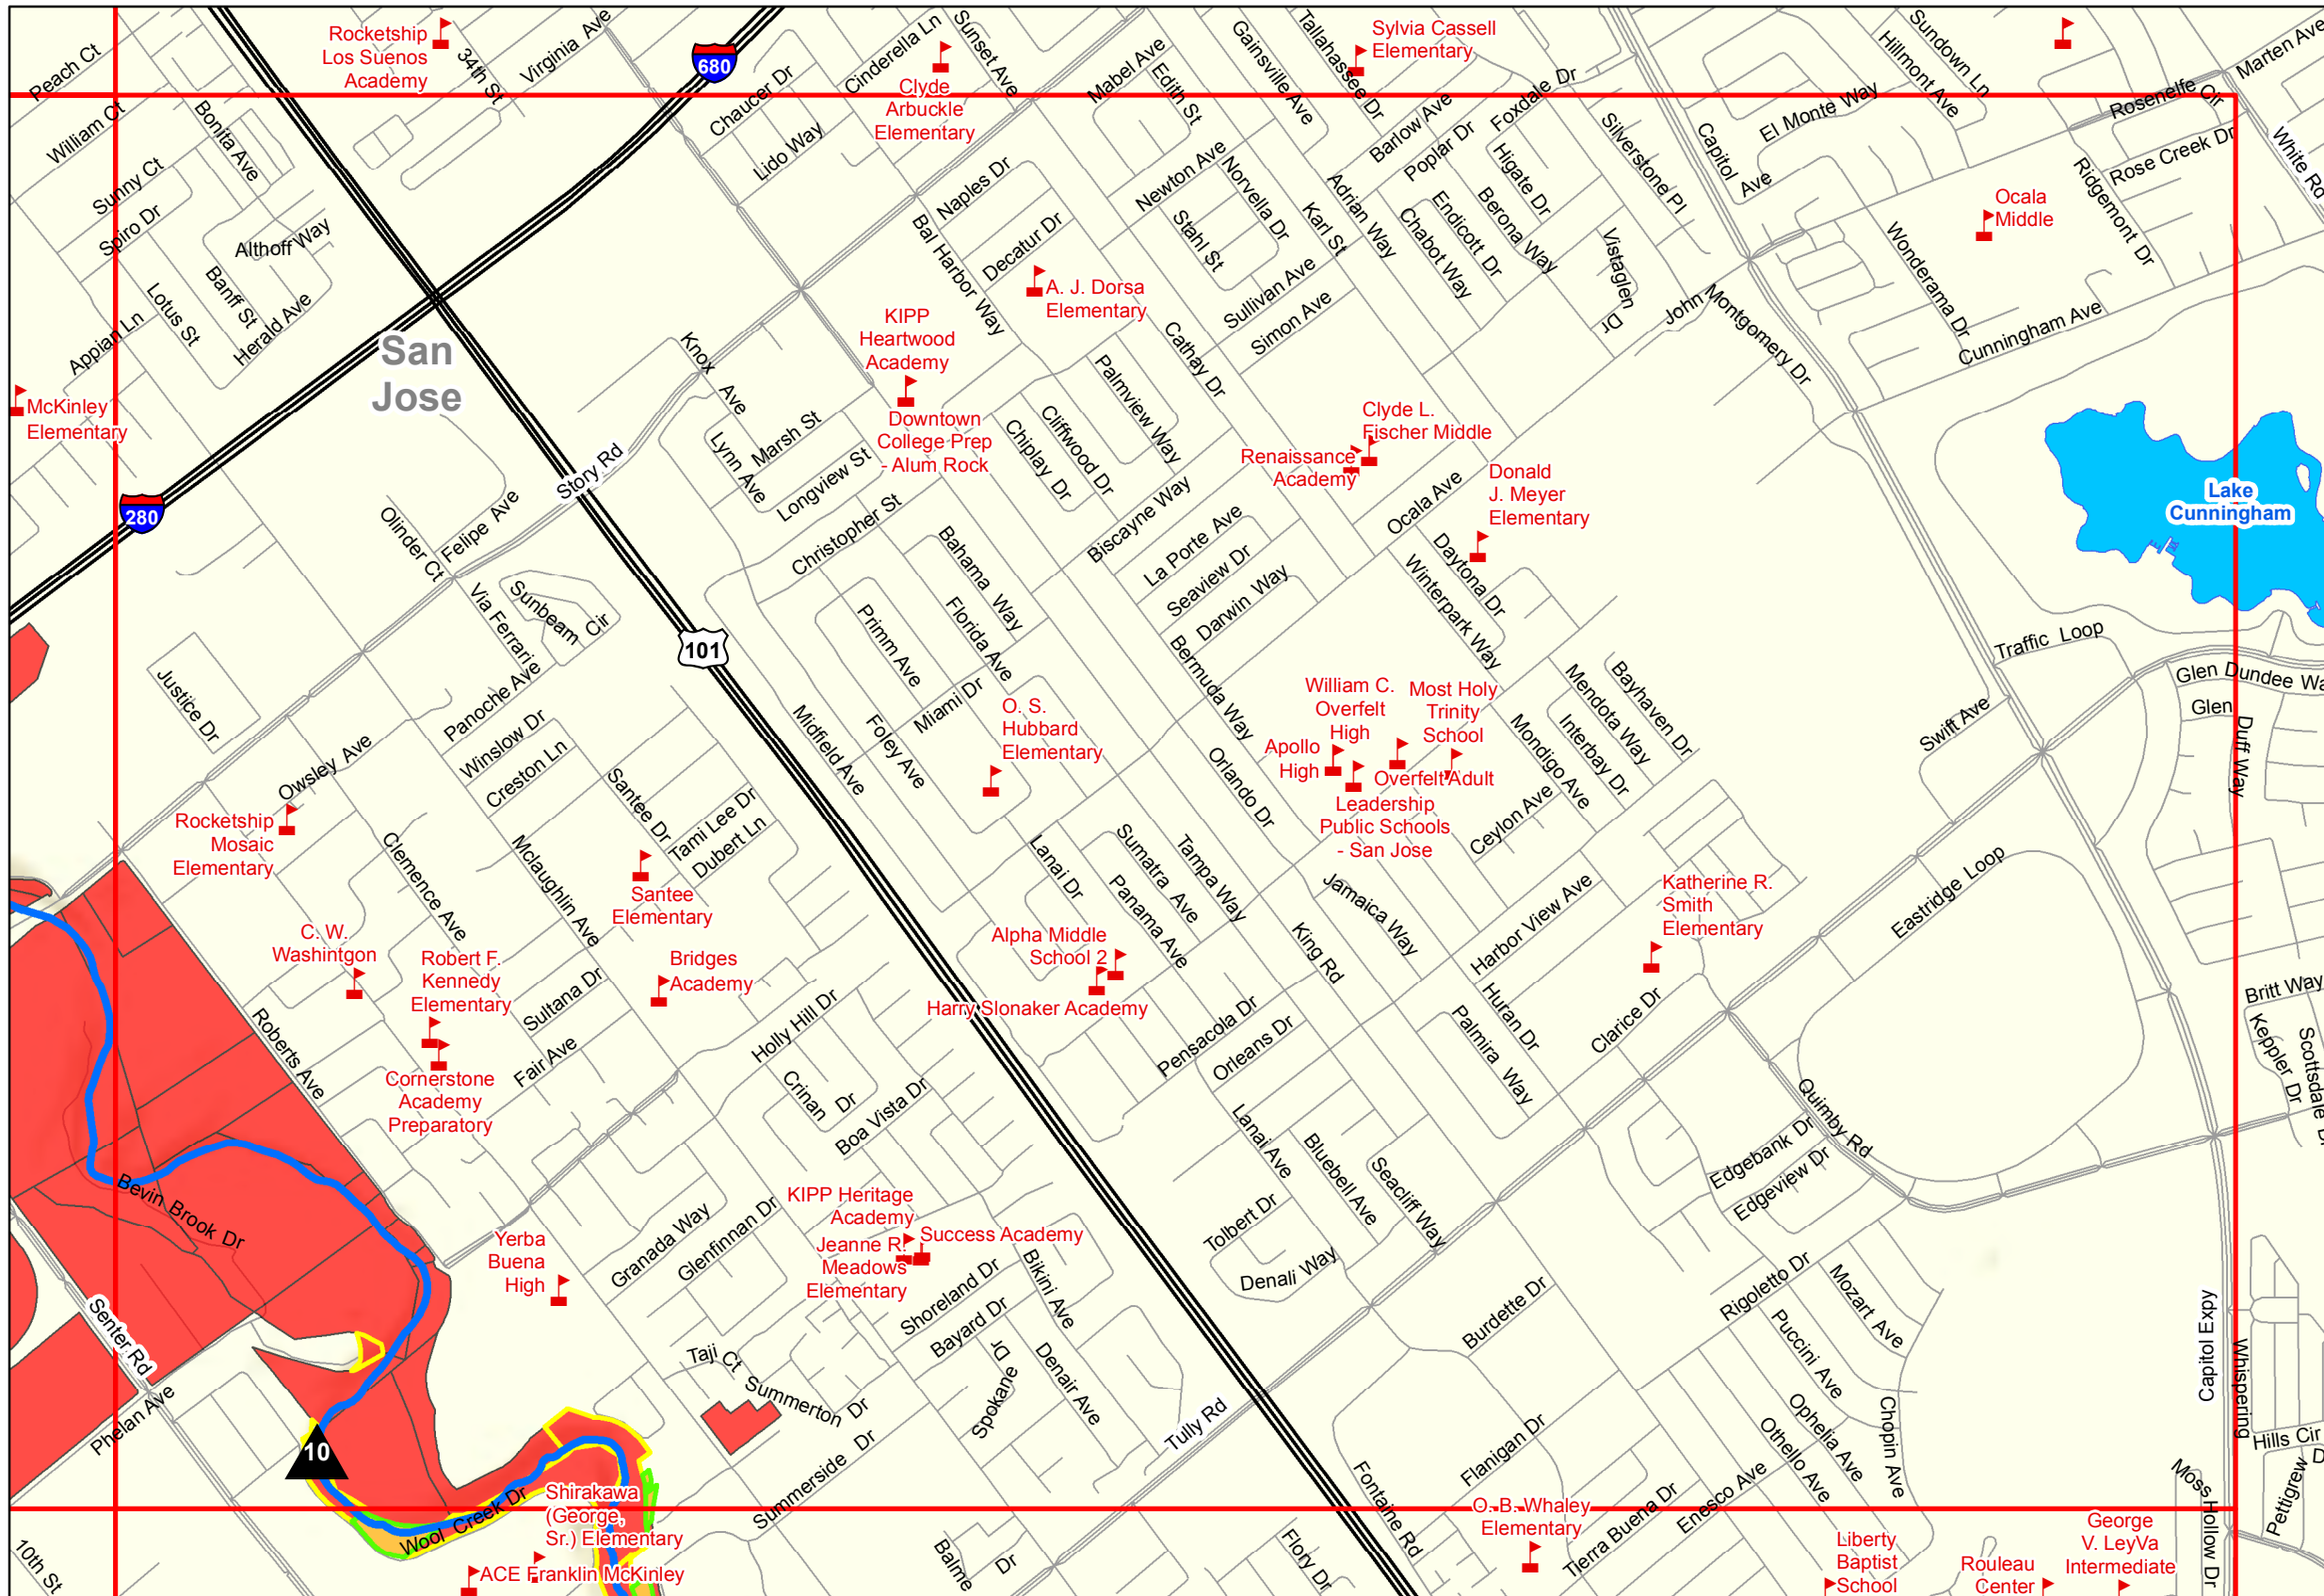 Rocketship
Los Suenos
Academy
34th St
Virginia Ave
680
Cinderella Ln
Sunset Ave
Clyde
Arbuckle
Elementary
Chaucer Dr
Lido Way
Mabel Ave
Edith St
Gainsville Ave
Tallahassee Dr
Sylvia Cassell
Elementary
Barlow Ave
Poplar Dr
Foxdale Dr
Silverstone Pl
Capitol
Ave
El Monte Way
Hillmont Ave
Sundown Ln
Rosenelfe Cir
Rose Creek Dr
Marten Ave
White Rd
Ridgemont Dr
Peach Ct
William Ct
Bonita Ave
Sunny Ct
Spiro Dr
Althoff Way
Banff St
Herald Ave
Lotus St
Appian Ln
San
Jose
McKinley
Elementary
280
Naples Dr
Decatur Dr
Bal Harbor Way
Newton Ave
Norvella Dr
Stahl St
Karl St
Adrian Way
Sullivan Ave
Simon Ave
Chabot Way
Endicott Dr
Berona Way
Higate Dr
Vistaglen
Dr
John Montgomery Dr
Ocala
Middle
Wonderama Dr
Cunningham Ave
A. J. Dorsa
Elementary
KIPP
Heartwood
Academy
Downtown
College Prep
- Alum Rock
Knox Ave
Lynn Ave
Marsh St
Longview St
Story Rd
Christopher St
Cathay Dr
Palmview Way
Cliffwood Dr
Chiplay Dr
Biscayne Way
La Porte Ave
Seaview Dr
Darwin Way
Clyde L.
Fischer Middle
Renaissance
Academy
Ocala Ave
Donald
J. Meyer
Elementary
Daytona Dr
Winterpark Way
Lake
Cunningham
Olinder Ct
Felipe Ave
Via Ferrari
Sunbeam Cir
Panoche Ave
101
Bahama Way
Florida Ave
Primm Ave
Miami Dr
Foley Ave
Midfield Ave
Bermuda Way
Orlando Dr
O. S.
Hubbard
Elementary
William C.
Overfelt
High
Most Holy
Trinity
School
Apollo
High
Overfelt Adult
Leadership
Public Schools
- San Jose
Mendota Way
Bayhaven Dr
Interbay Dr
Mondigo Ave
Ceylon Ave
Traffic Loop
Glen Dundee Wa
Glen
Duff Way
Swift Ave
Justice Dr
Owsley Ave
Winslow Dr
Creston Ln
Santee Dr
Tami Lee Dr
Dubert Ln
Rocketship
Mosaic
Elementary
Clemence Ave
Mclaughlin Ave
Santee
Elementary
C. W.
Washintgon
Robert F.
Kennedy
Elementary
Bridges
Academy
Sultana Dr
Fair Ave
Cornerstone
Academy
Preparatory
Roberts Ave
Holly Hill Dr
Crinan Dr
Boa Vista Dr
Lanai Dr
Sumatra Ave
Tampa Way
Panama Ave
Alpha Middle
School 2
Harry Slonaker Academy
Pensacola Dr
Orleans Dr
King Rd
Jamaica Way
Harbor View Ave
Huran Dr
Palmira Way
Clarice Dr
Katherine R.
Smith
Elementary
Eastridge Loop
Quimby Rd
Britt Way
Keppler Dr
Scottsdale Dr
Edgebank Dr
Edgeview Dr
Bevin Brook Dr
Yerba
Buena
High
Granada Way
Glenfinnan Dr
KIPP Heritage
Academy
Success Academy
Jeanne R.
Meadows
Elementary
Shoreland Dr
Bayard Dr
Bikini Ave
Spokane Dr
Denair Ave
Lanai Ave
Bluebell Ave
Seacliff Way
Tolbert Dr
Denali Way
Burdette Dr
Rigoletto Dr
Mozart Ave
Puccini Ave
Ophelia Ave
Othello Ave
Chopin Ave
Capitol Expy
Whispering
Hills Cir
Pettigrew D
Moss Hollow Dr
Senter Rd
Phelan Ave
10
Taji Ct
Summerton Dr
Summerside Dr
Tully Rd
Fontaine Rd
Flanigan Dr
Tierra Buena Dr
Enesco Ave
O. B. Whaley
Elementary
Wool Creek Dr
Shirakawa
(George,
Sr.) Elementary
ACE Franklin McKinley
10th St
Balme Dr
Flory Dr
Liberty
Baptist
School
Rouleau
Center
George
V. LeyVa
Intermediate